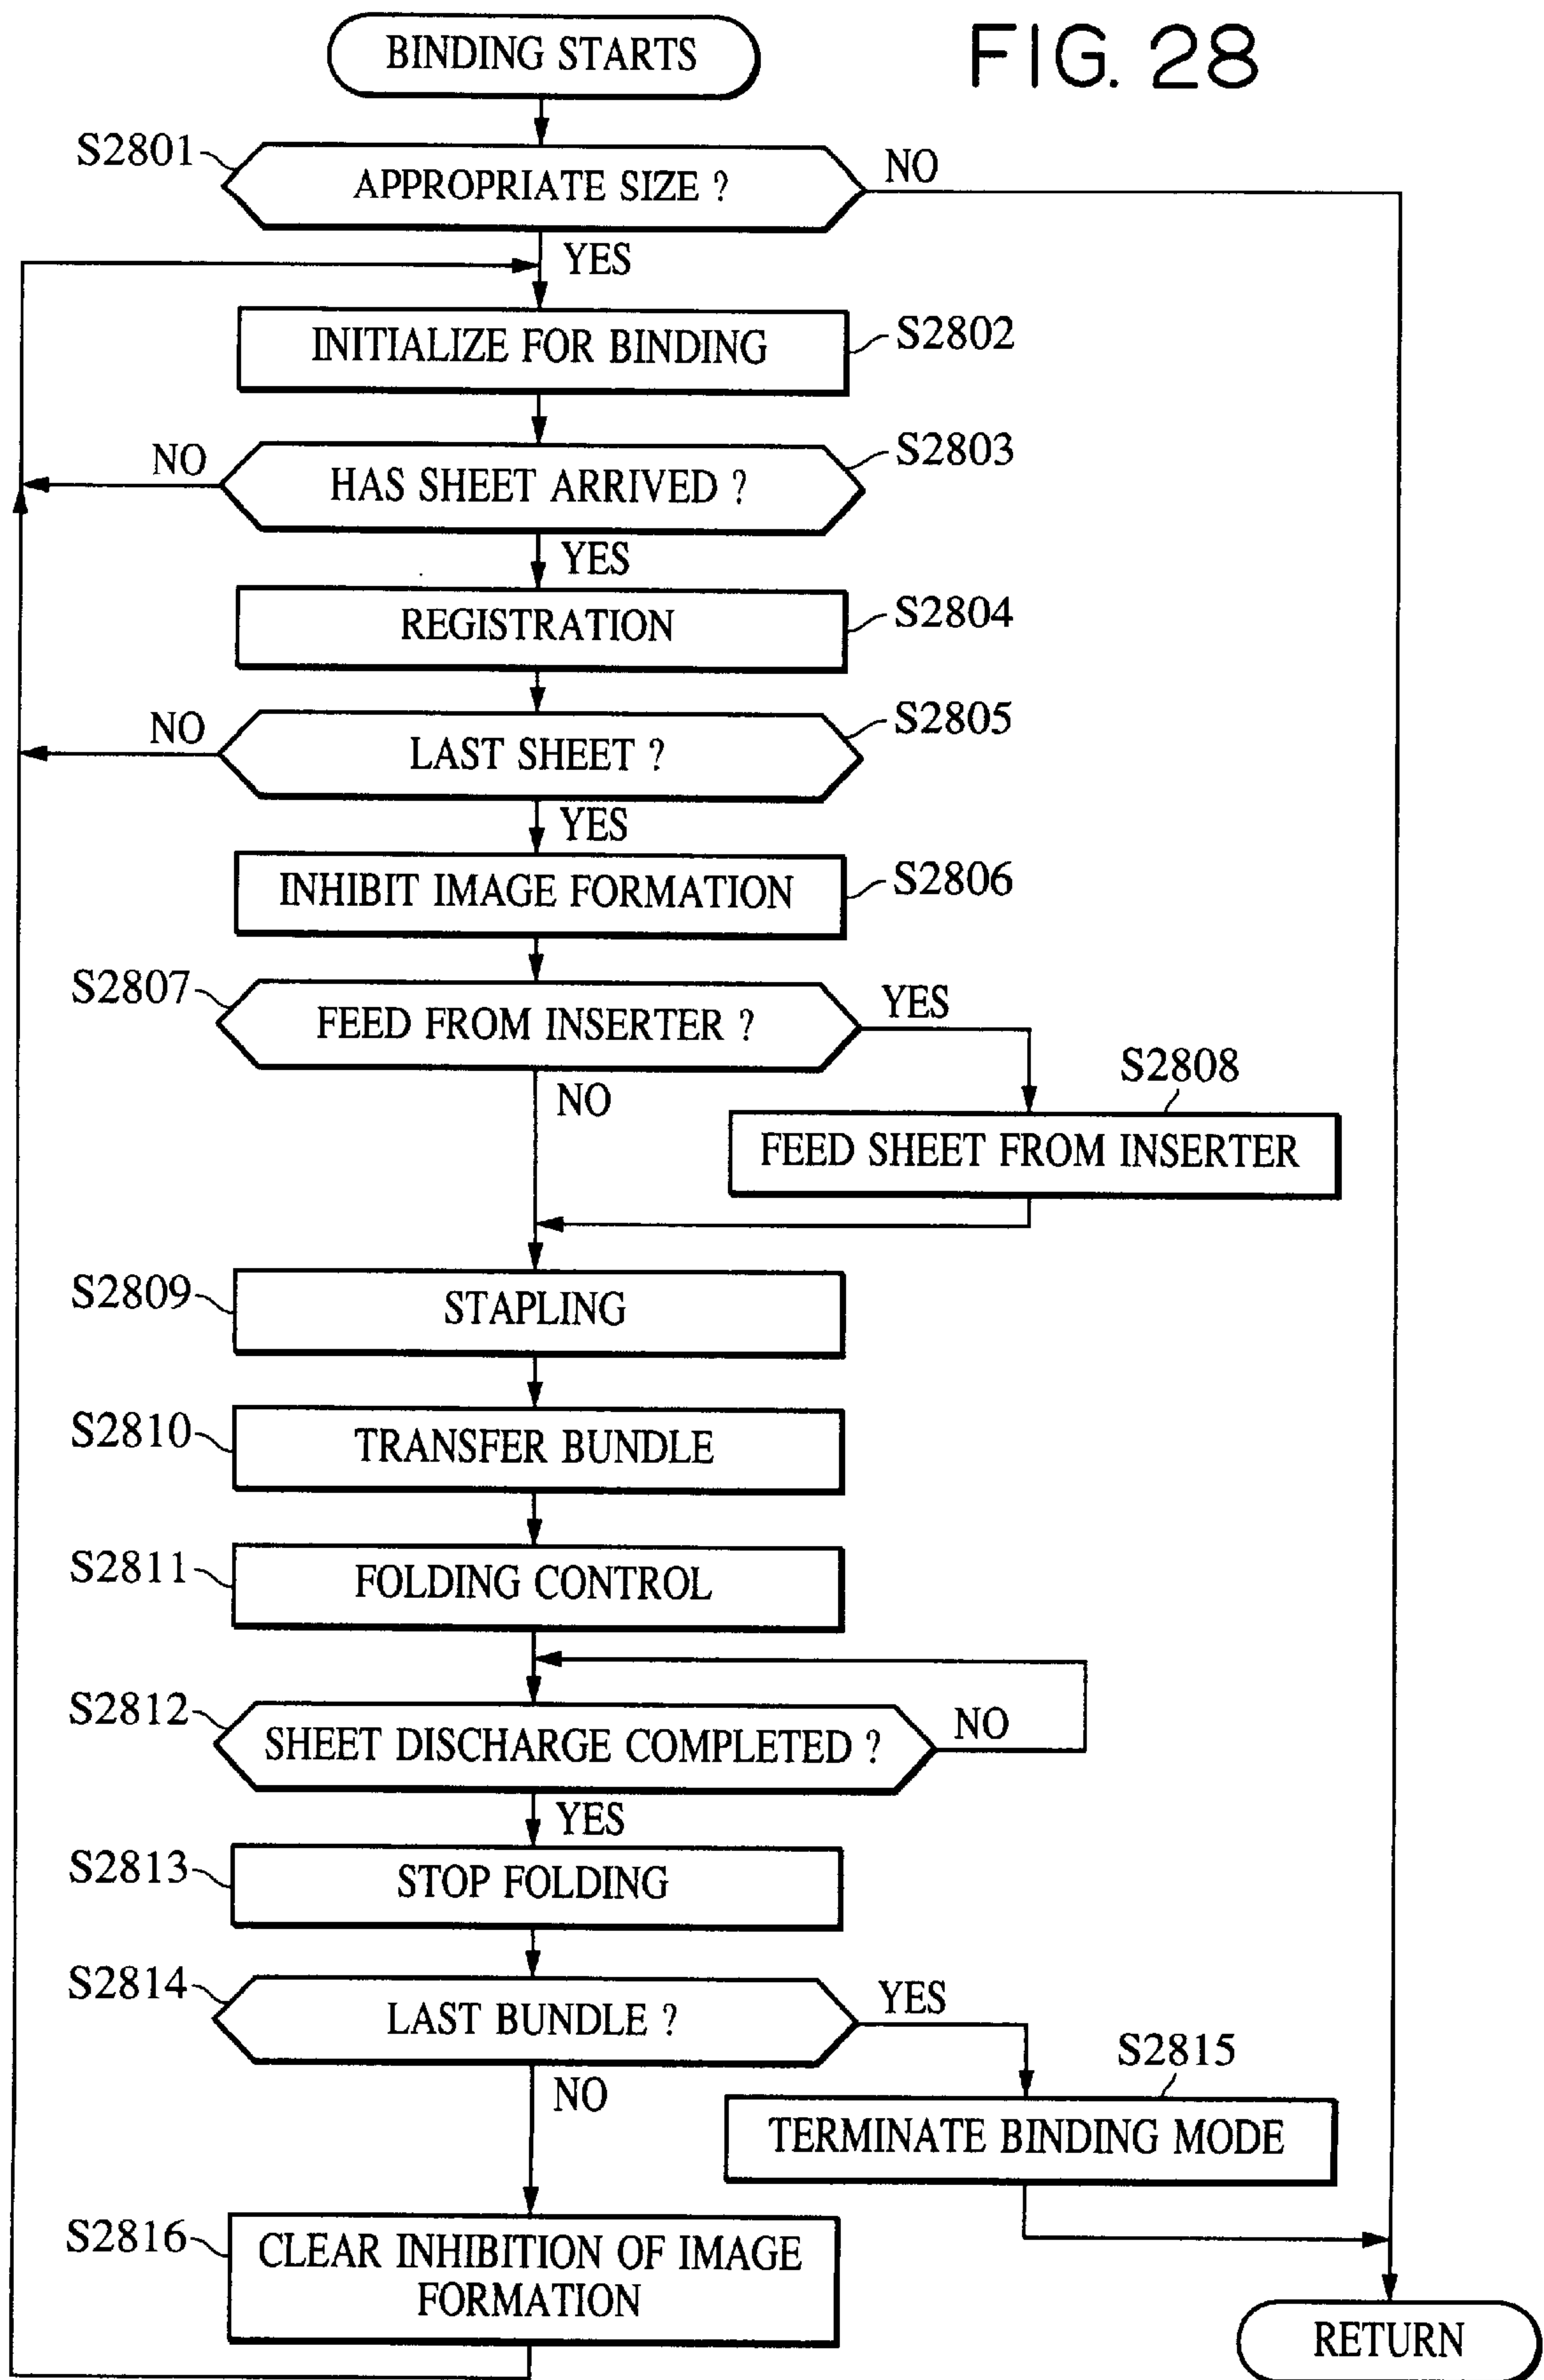 FIG. 28
BINDING STARTS
S2801
APPROPRIATE SIZE ?
NO
YES
INITIALIZE FOR BINDING
S2802
NO
HAS SHEET ARRIVED ?
S2803
YES
REGISTRATION
S2804
NO
LAST SHEET ?
S2805
YES
INHIBIT IMAGE FORMATION
S2806
S2807
FEED FROM INSERTER ?
YES
NO
S2808
FEED SHEET FROM INSERTER
S2809
STAPLING
S2810
TRANSFER BUNDLE
S2811
FOLDING CONTROL
S2812
SHEET DISCHARGE COMPLETED ?
NO
YES
S2813
STOP FOLDING
S2814
LAST BUNDLE ?
YES
NO
S2815
TERMINATE BINDING MODE
S2816
CLEAR INHIBITION OF IMAGE
FORMATION
RETURN